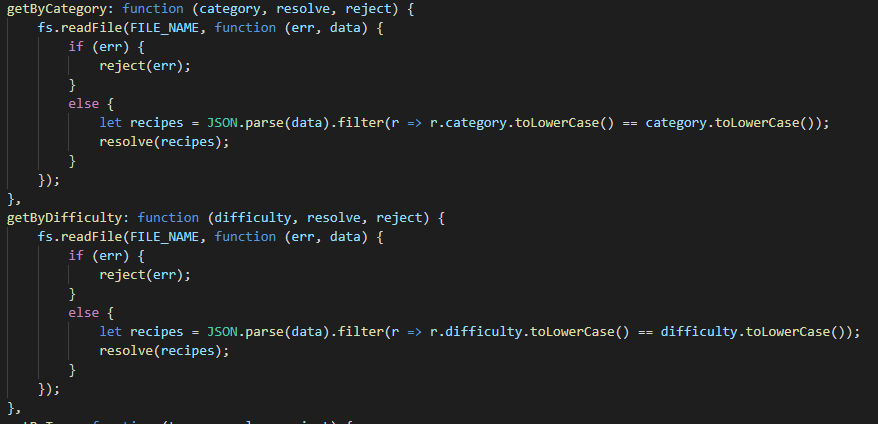 getByCategory: function (category, resolve, reject) {
    fs.readFile(FILE_NAME, function (err, data) {
        if (err) {
            reject(err);
        }
        else {
            let recipes = JSON.parse(data).filter(r => r.category.toLowerCase() == category.toLowerCase());
            resolve(recipes);
        }
    });
},
getByDifficulty: function (difficulty, resolve, reject) {
    fs.readFile(FILE_NAME, function (err, data) {
        if (err) {
            reject(err);
        }
        else {
            let recipes = JSON.parse(data).filter(r => r.difficulty.toLowerCase() == difficulty.toLowerCase());
            resolve(recipes);
        }
    });
},